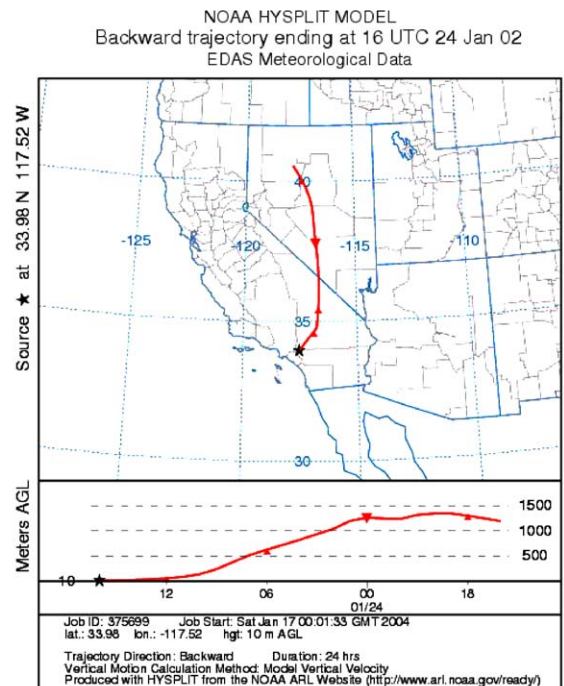 NOAA HYSPLIT MODEL
Backward trajectory ending at 16 UTC 24 Jan 02
EDAS Meteorological Data
Source ★ at 33.98 N 117.52 W
40
-125
-120
-115
-110
35
30
Meters AGL
1500
1000
500
10
12
06
00
18
01/24
Job ID: 375699 Job Start: Sat Jan 17 00:01:33 GMT 2004
lat.: 33.98 lon.: -117.52 hgt: 10 m AGL
Trajectory Direction: Backward Duration: 24 hrs
Vertical Motion Calculation Method: Model Vertical Velocity
Produced with HYSPLIT from the NOAA ARL Website (http://www.arl.noaa.gov/ready/)